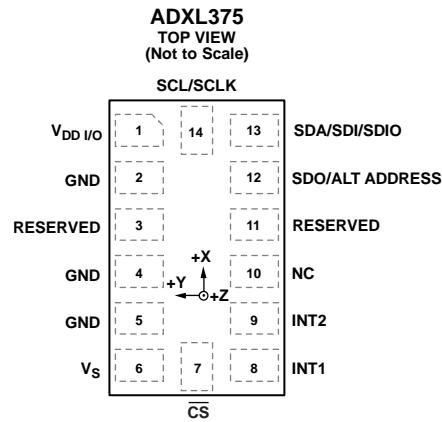 ADXL375
TOP VIEW
(Not to Scale)
SCL/SCLK
VDD I/O 1 14 13 SDA/SDI/SDIO
GND 2 12 SDO/ALT ADDRESS
RESERVED 3 11 RESERVED
GND 4 +X 10 NC
+Y +Z
GND 5 9 INT2
VS 6 7 8 INT1
CS